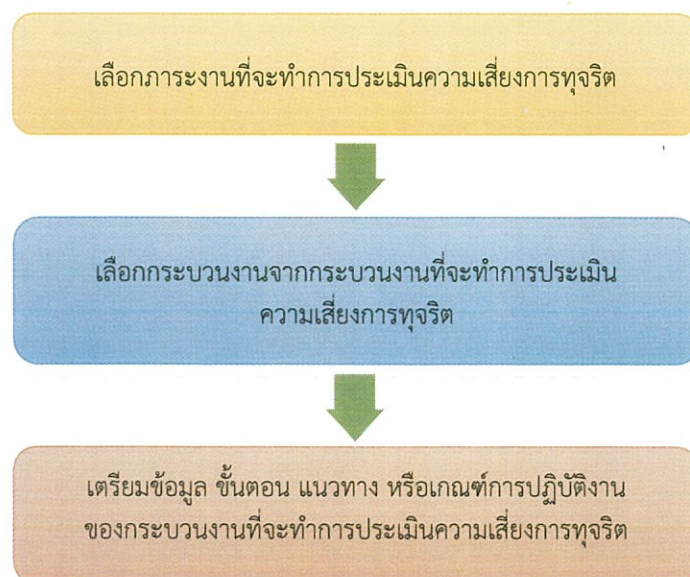 เลือกภาระงานที่จะทำการประเมินความเสี่ยงการทุจริต
เลือกกระบวนงานจากกระบวนงานที่จะทำการประเมิน
ความเสี่ยงการทุจริต
เตรียมข้อมูล ขั้นตอน แนวทาง หรือเกณฑ์การปฏิบัติงาน
ของกระบวนงานที่จะทำการประเมินความเสี่ยงการทุจริต